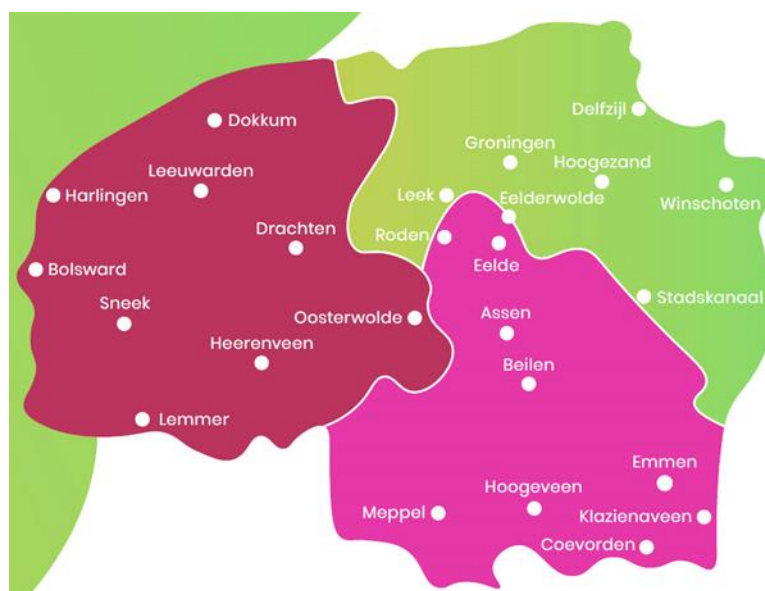 Delfzijl
Dokkum
Groningen
Hoogezand
Leeuwarden
Harlingen
Leek
Eelderwolde
Winschoten
Drachten
Roden
Eelde
Bolsward
Stadskanaal
Sneek
Oosterwolde
Assen
Heerenveen
Beilen
Lemmer
Emmen
Hoogeveen
Meppel
Klazienaveen
Coevorden